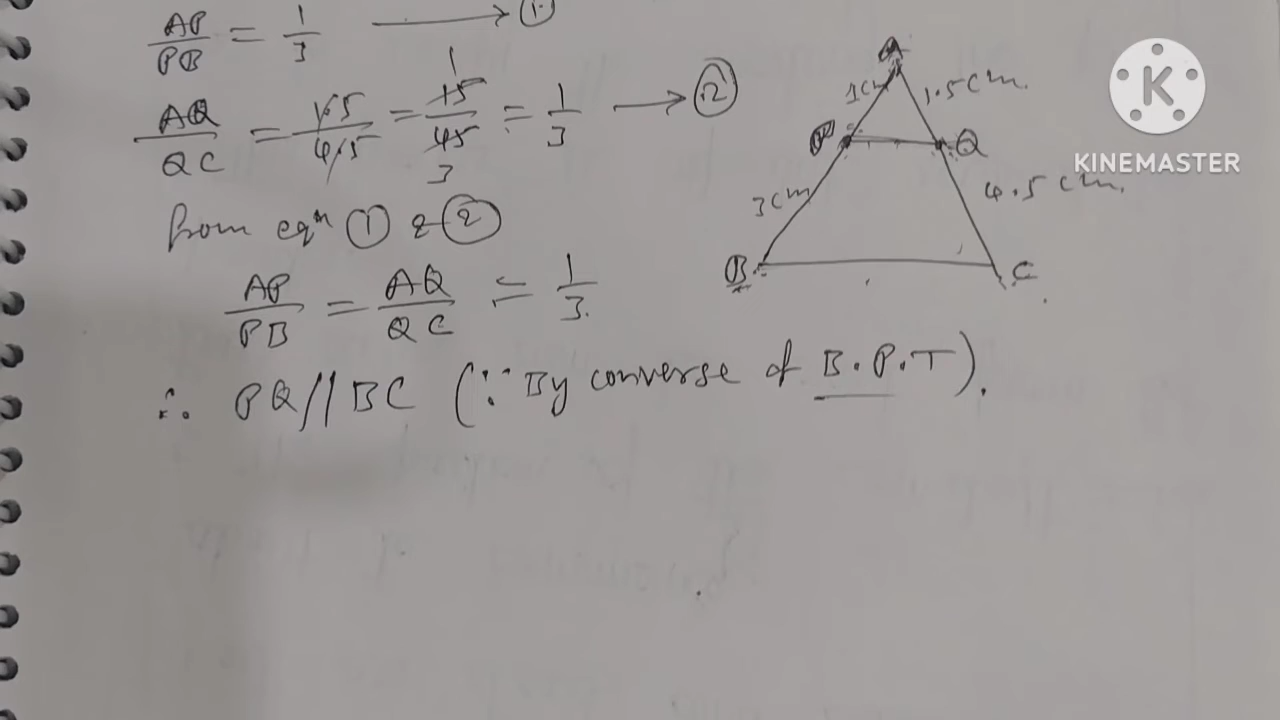 AP/PB = 1/3 ⟶ ①
AQ/QC = 1.5/4.5 = 15/45 = 1/3 ⟶ ②
1
3
from eqⁿ ① & ②
AP/PB = AQ/QC = 1/3.
∴ PQ//BC (∵ By converse of B.P.T).
A
1cm 1.5cm.
P Q
3cm 4.5cm.
B C
K
KINEMASTER